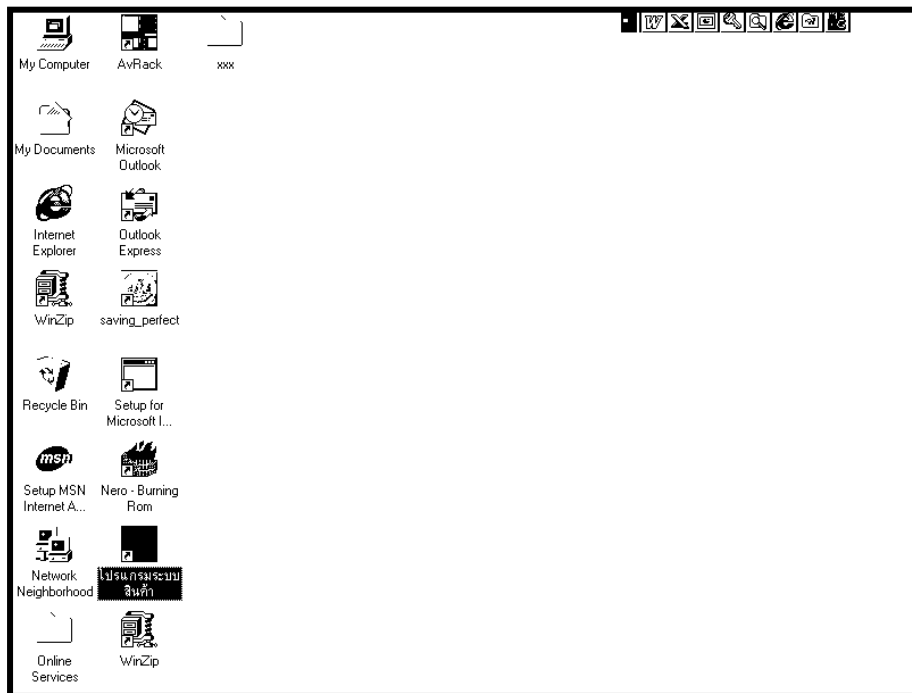 My Computer
AvRack
xxx
My Documents
Microsoft
Outlook
Internet
Explorer
Outlook
Express
WinZip
saving_perfect
Recycle Bin
Setup for
Microsoft I...
msn
Setup MSN
Internet A...
Nero - Burning
Rom
Network
Neighborhood
โปรแกรมระบบ
สินค้า
Online
Services
WinZip